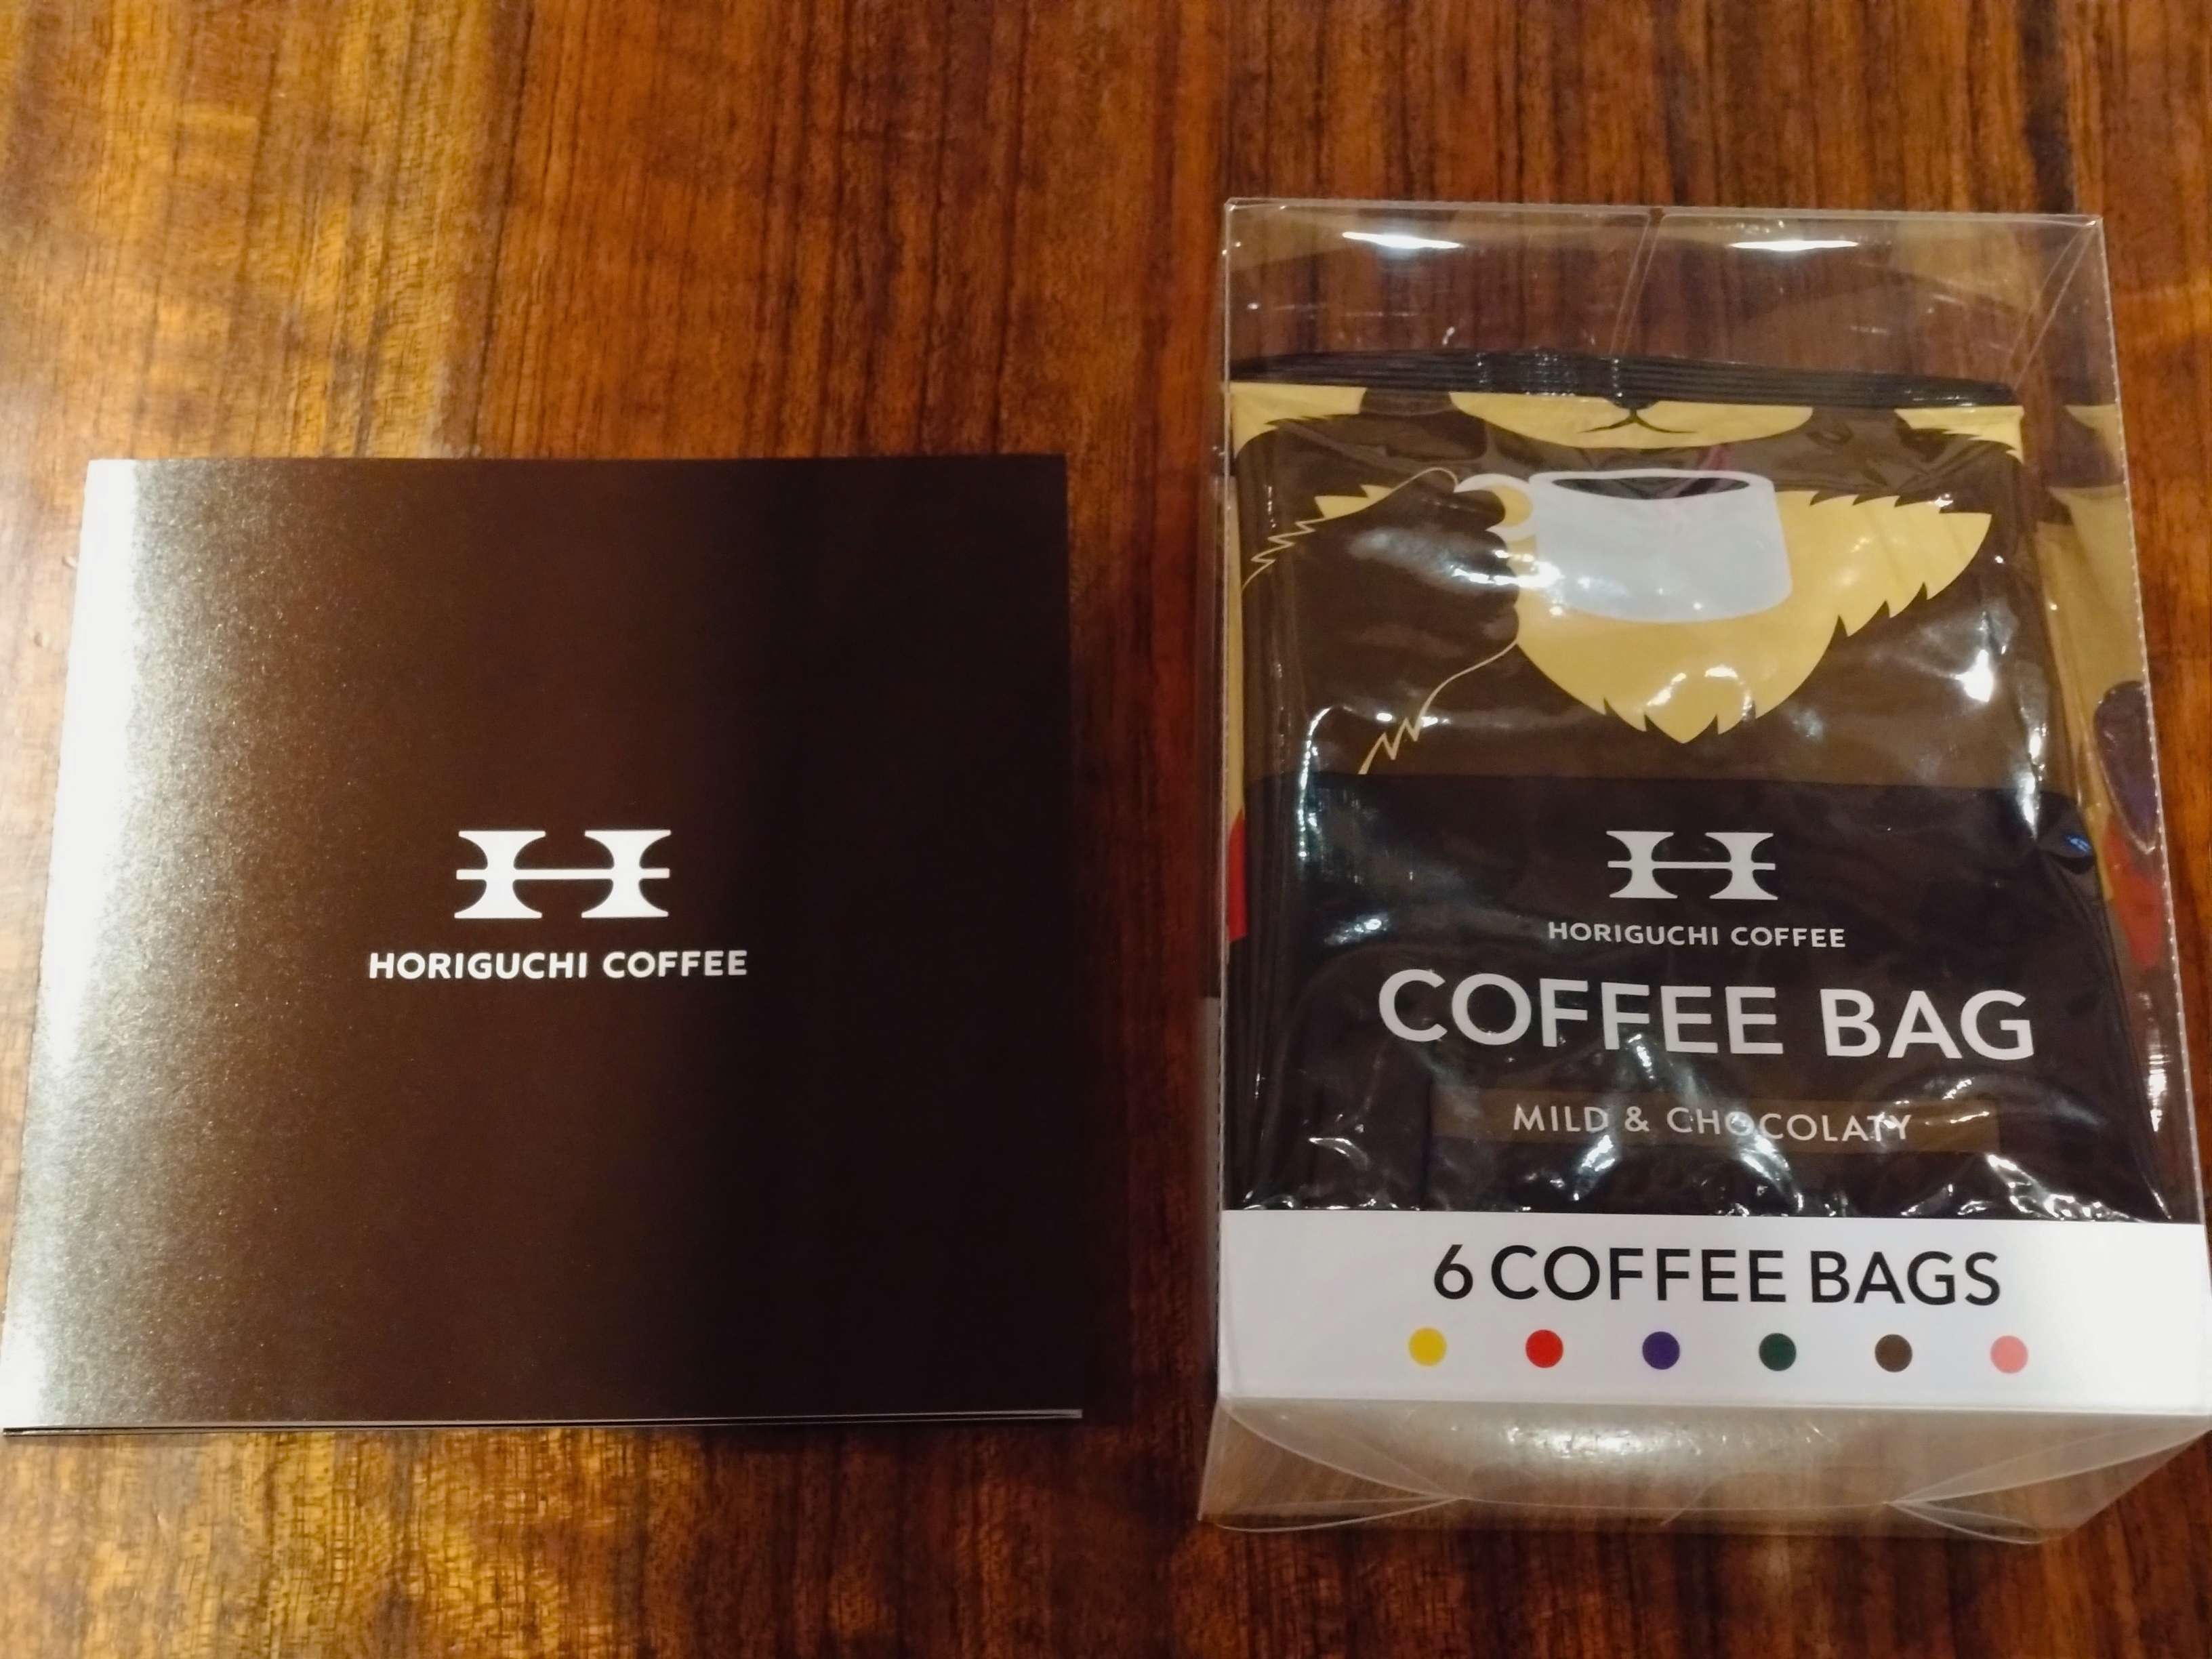 H
HORIGUCHI COFFEE
H
HORIGUCHI COFFEE
COFFEE BAG
MILD & CHOCOLATY
6 COFFEE BAGS